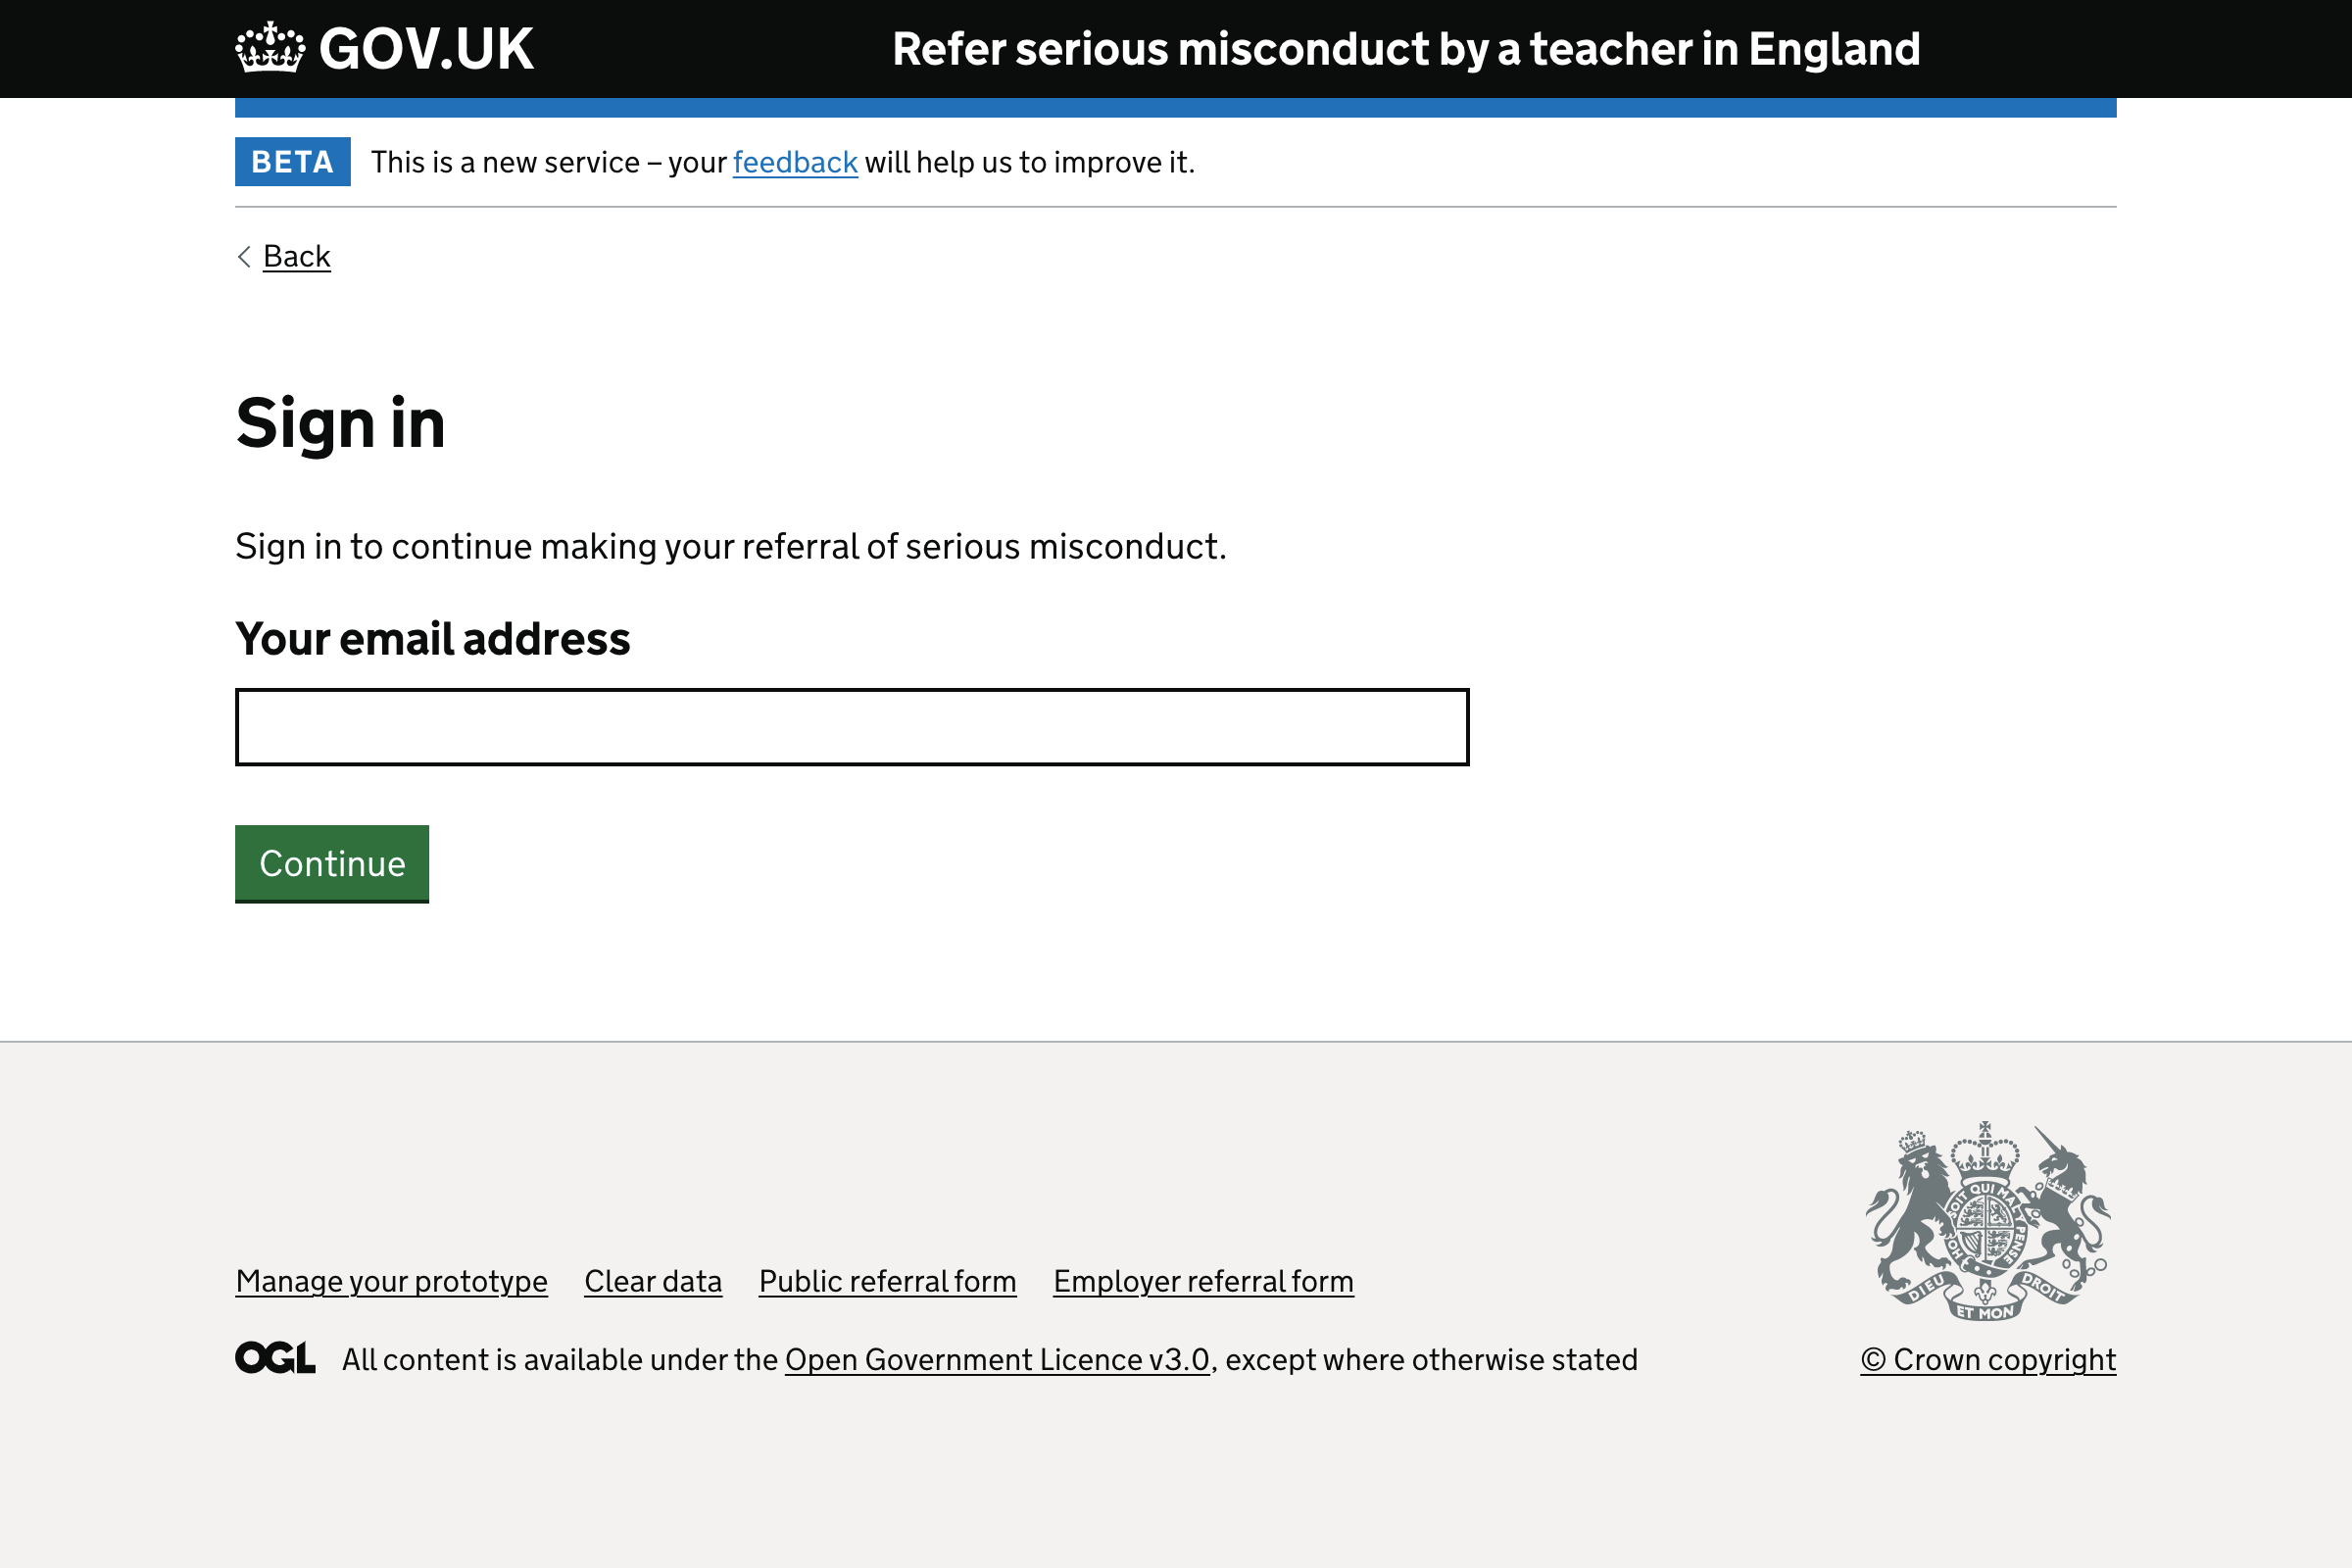 GOV.UK
Refer serious misconduct by a teacher in England
BETA This is a new service – your feedback will help us to improve it.
Back
Sign in
Sign in to continue making your referral of serious misconduct.
Your email address
Continue
Manage your prototype Clear data Public referral form Employer referral form
OGL All content is available under the Open Government Licence v3.0, except where otherwise stated
SOIT QUI MAL Y PENSE
DIEU ET MON DROIT
© Crown copyright